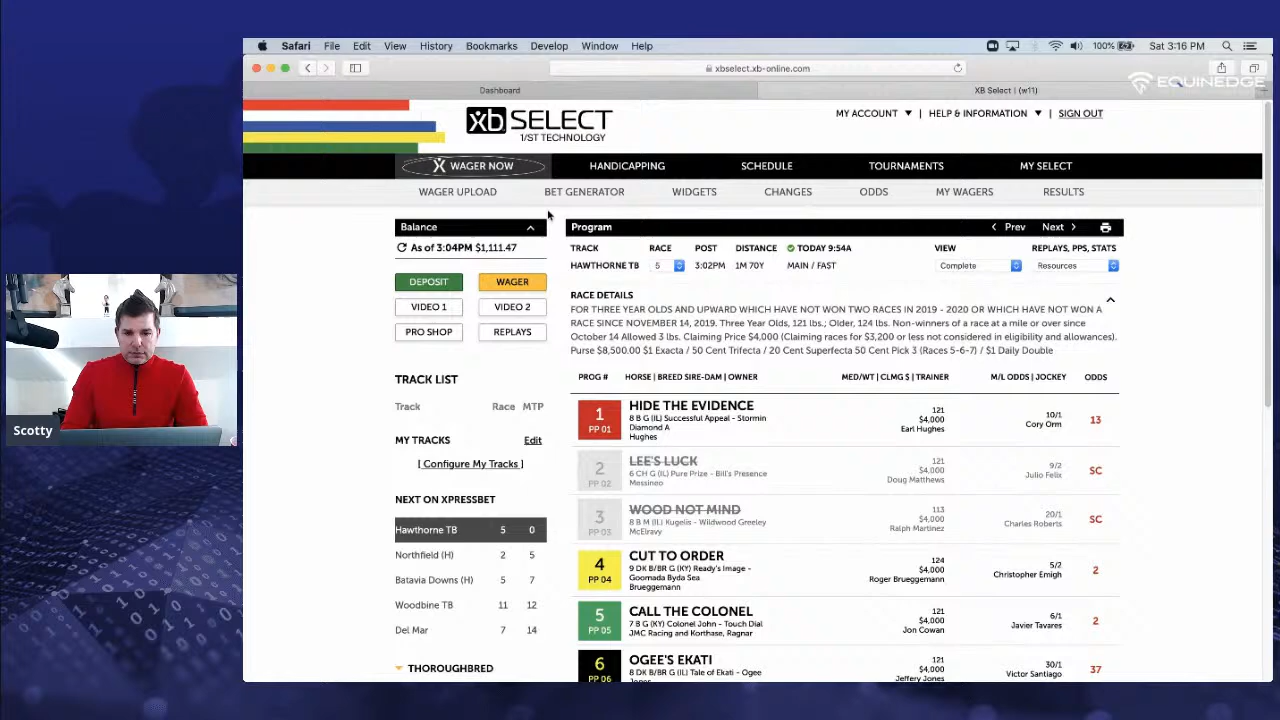 Safari File Edit View History Bookmarks Develop Window Help 100% Sat 3:16 PM
xbselect.xb-online.com
EQUINEDGE
Dashboard XB Select | (w11)
xb SELECT
1/ST TECHNOLOGY
MY ACCOUNT | HELP & INFORMATION | SIGN OUT
X WAGER NOW HANDICAPPING SCHEDULE TOURNAMENTS MY SELECT
WAGER UPLOAD BET GENERATOR WIDGETS CHANGES ODDS MY WAGERS RESULTS
Balance
As of 3:04PM $1,111.47
DEPOSIT WAGER
VIDEO 1 VIDEO 2
PRO SHOP REPLAYS
TRACK LIST
Track Race MTP
MY TRACKS Edit
[ Configure My Tracks ]
NEXT ON XPRESSBET
Hawthorne TB 5 0
Northfield (H) 2 5
Batavia Downs (H) 5 7
Woodbine TB 11 12
Del Mar 7 14
THOROUGHBRED
Program Prev Next
TRACK RACE POST DISTANCE TODAY 9:54A VIEW REPLAYS, PPS, STATS
HAWTHORNE TB 5 3:02PM 1M 70Y MAIN / FAST Complete Resources
RACE DETAILS
FOR THREE YEAR OLDS AND UPWARD WHICH HAVE NOT WON TWO RACES IN 2019 - 2020 OR WHICH HAVE NOT WON A
RACE SINCE NOVEMBER 14, 2019. Three Year Olds, 121 lbs.; Older, 124 lbs. Non-winners of a race at a mile or over since
October 14 Allowed 3 lbs. Claiming Price $4,000 (Claiming races for $3,200 or less not considered in eligibility and allowances).
Purse $8,500.00 $1 Exacta / 50 Cent Trifecta / 20 Cent Superfecta 50 Cent Pick 3 (Races 5-6-7) / $1 Daily Double
PROG # HORSE | BREED SIRE-DAM | OWNER MED/WT | CLMG $ | TRAINER M/L ODDS | JOCKEY ODDS
1
PP 01
HIDE THE EVIDENCE
8 B G (IL) Successful Appeal - Stormin
Diamond A
Hughes
121
$4,000
Earl Hughes
10/1
Cory Orm
13
2
PP 02
LEE'S LUCK
6 CH G (IL) Pure Prize - Bill's Presence
Messineo
121
$4,000
Doug Matthews
9/2
Julio Felix
SC
3
PP 03
WOOD NOT MIND
8 B M (IL) Kugelis - Wildwood Greeley
McElravy
113
$4,000
Ralph Martinez
20/1
Charles Roberts
SC
4
PP 04
CUT TO ORDER
9 DK B/BR G (KY) Ready's Image -
Goomada Byda Sea
Brueggemann
124
$4,000
Roger Brueggemann
5/2
Christopher Emigh
2
5
PP 05
CALL THE COLONEL
7 B G (KY) Colonel John - Touch Dial
JMC Racing and Korthase, Ragnar
121
$4,000
Jon Cowan
6/1
Javier Tavares
2
6
PP 06
OGEE'S EKATI
8 DK B/BR G (IL) Tale of Ekati - Ogee
121
$4,000
Jeffery Jones
30/1
Victor Santiago
37
Scotty